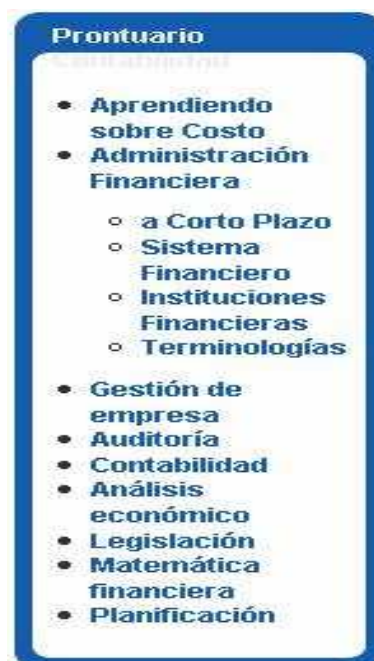 Prontuario
Contabilidad
Aprendiendo
sobre Costo
Administración
Financiera
a Corto Plazo
Sistema
Financiero
Instituciones
Financieras
Terminologías
Gestión de
empresa
Auditoría
Contabilidad
Análisis
económico
Legislación
Matemática
financiera
Planificación